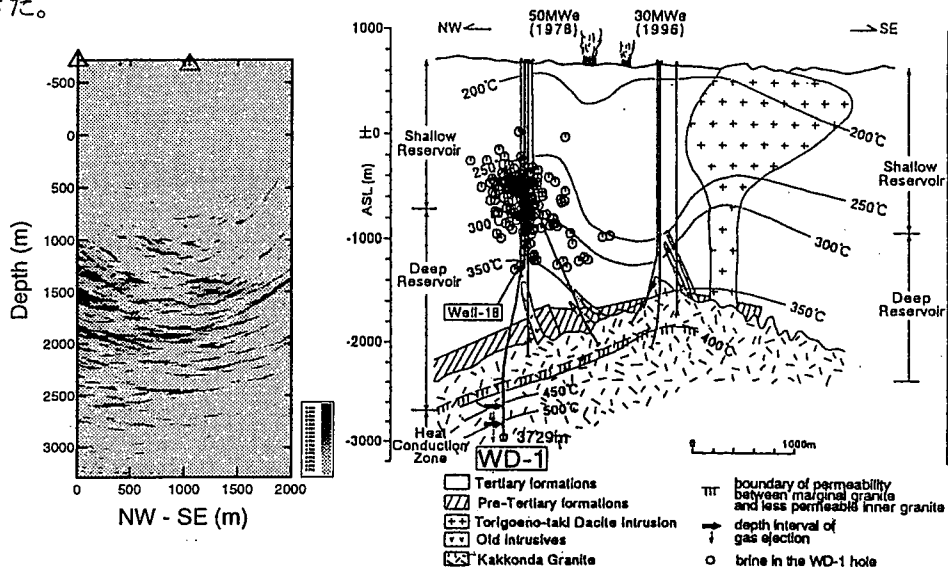 た。
-500
0
500
1000
1500
2000
2500
3000
Depth (m)
0 500 1000 1500 2000
NW - SE (m)
1000
±0
-1000
-2000
-3000
ASL (m)
NW
50MWe
(1978)
30MWe
(1996)
SE
200℃
200℃
250
250℃
300
300℃
350℃
350℃
400℃
450℃
500℃
Shallow
Reservoir
Deep
Reservoir
Heat
Conduction
Zone
Shallow
Reservoir
Deep
Reservoir
Well-18
3729m
WD-1
0 1000m
Tertiary formations
Pre-Tertiary formations
Torigoeno-taki Dacite Intrusion
Old Intrusives
Kakkonda Granite
boundary of permeability
between marginal granite
and less permeable inner granite
depth interval of
gas ejection
brine in the WD-1 hole